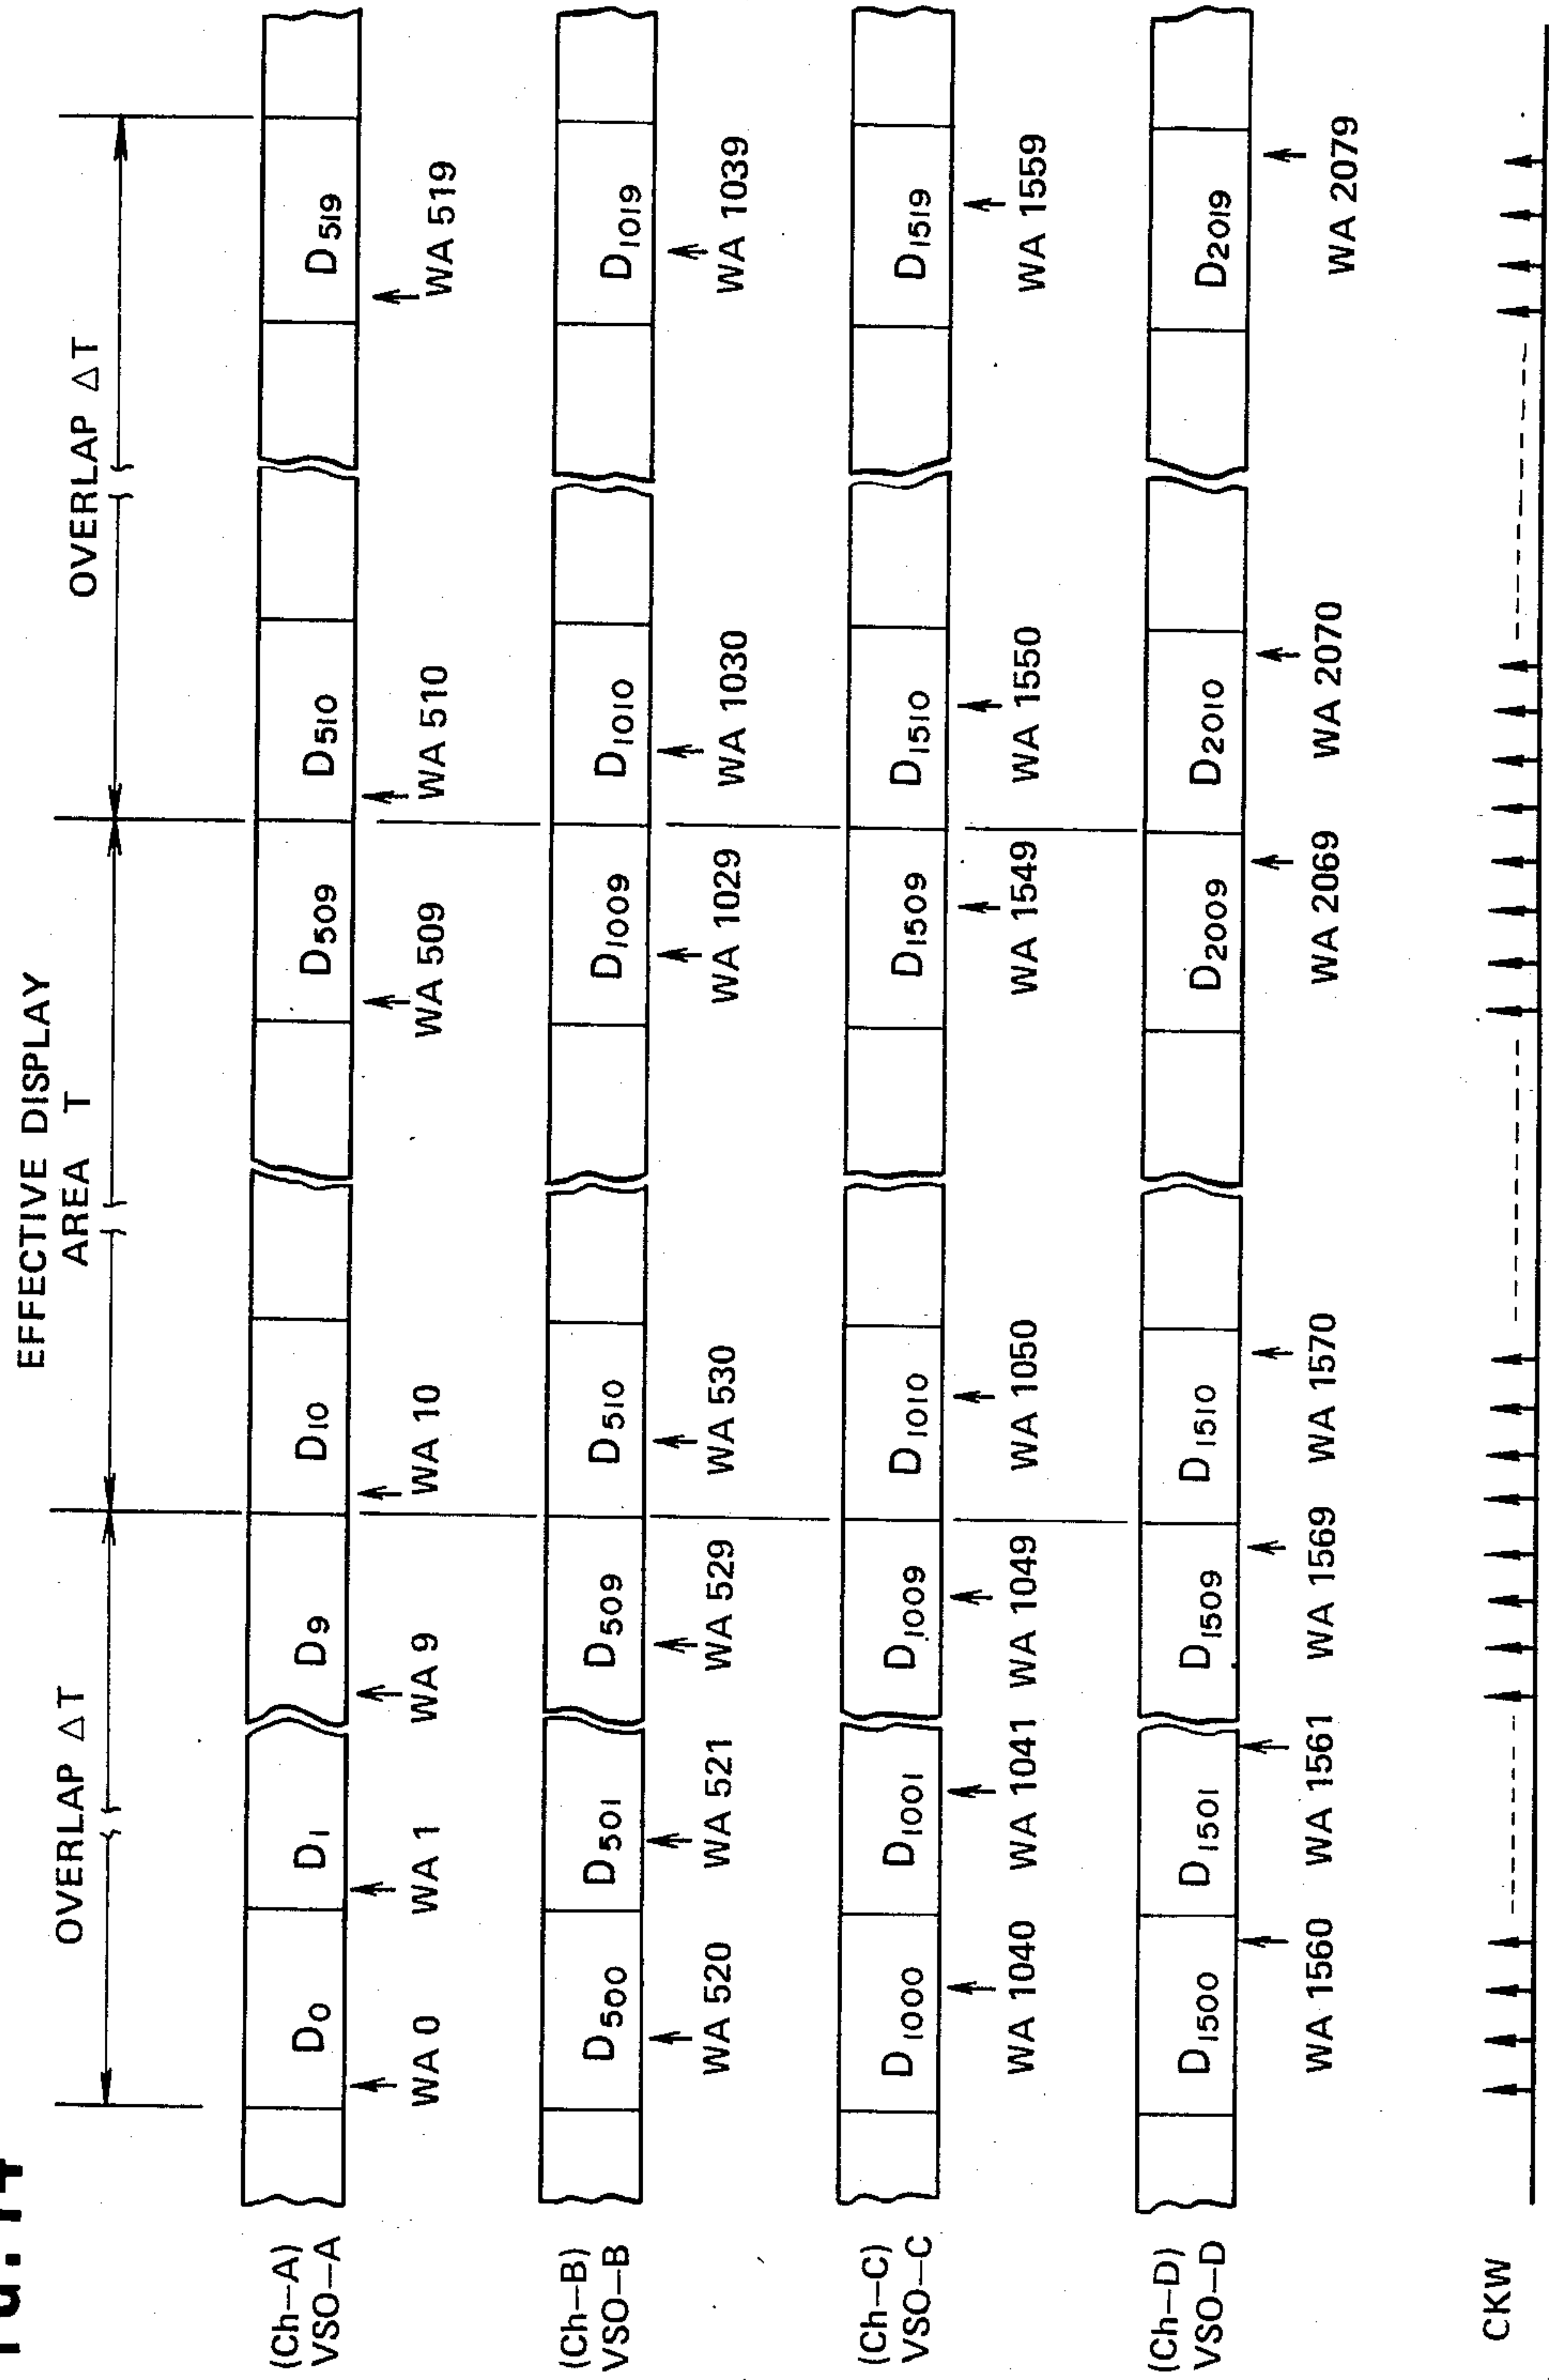 OVERLAP △T
EFFECTIVE DISPLAY
AREA T
OVERLAP △T
(Ch–A)
VSO–A
D0 D1 D9 D10 D509 D510 D519
WA 0 WA 1 WA 9 WA 10 WA 509 WA 510 WA 519
(Ch–B)
VSO–B
D500 D501 D509 D510 D1009 D1010 D1019
WA 520 WA 521 WA 529 WA 530 WA 1029 WA 1030 WA 1039
(Ch–C)
VSO–C
D1000 D1001 D1009 D1010 D1509 D1510 D1519
WA 1040 WA 1041 WA 1049 WA 1050 WA 1549 WA 1550 WA 1559
(Ch–D)
VSO–D
D1500 D1501 D1509 D1510 D2009 D2010 D2019
WA 1560 WA 1561 WA 1569 WA 1570 WA 2069 WA 2070 WA 2079
CKW